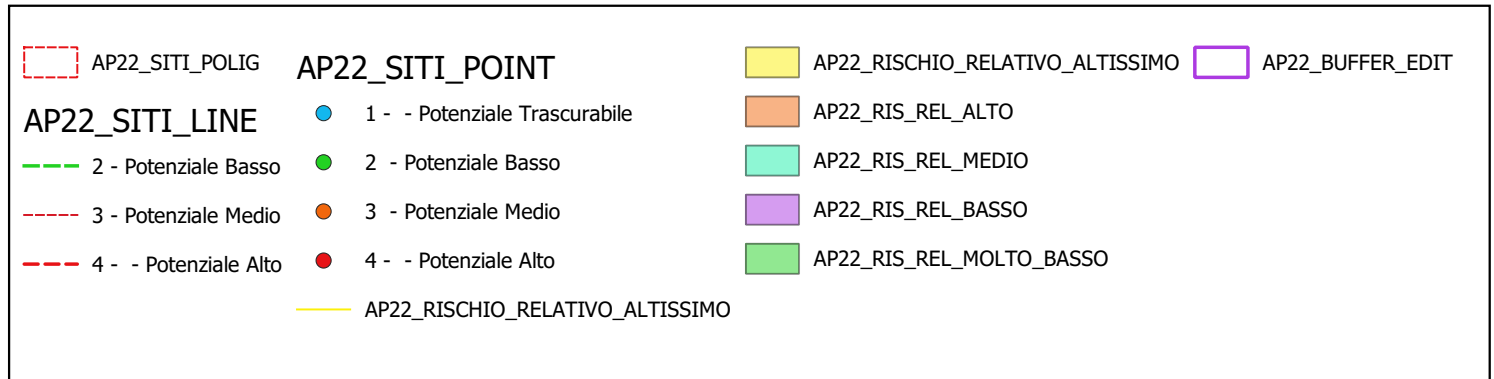 AP22_SITI_POLIG
AP22_SITI_LINE
2 - Potenziale Basso
3 - Potenziale Medio
4 - - Potenziale Alto
AP22_SITI_POINT
1 - - Potenziale Trascurabile
2 - Potenziale Basso
3 - Potenziale Medio
4 - - Potenziale Alto
AP22_RISCHIO_RELATIVO_ALTISSIMO
AP22_RISCHIO_RELATIVO_ALTISSIMO
AP22_RIS_REL_ALTO
AP22_RIS_REL_MEDIO
AP22_RIS_REL_BASSO
AP22_RIS_REL_MOLTO_BASSO
AP22_BUFFER_EDIT